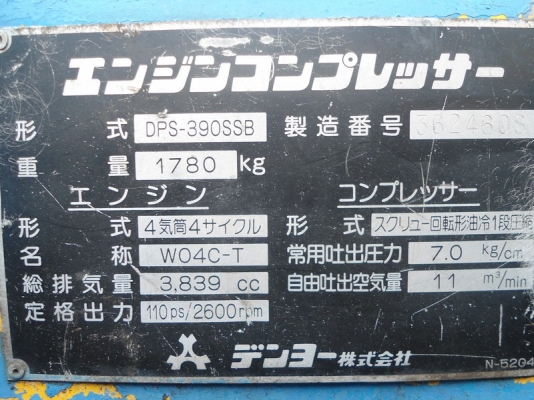 エンジンコンプレッサー
形 式 DPS-390SSB 製造番号
重 量 1780 kg
エンジン コンプレッサー
形 式 4気筒4サイクル 形 式 スクリュー回転形油冷1段圧縮
名 称 W04C-T 常用吐出圧力 7.0 kg/cm
総排気量 3,839 cc 自由吐出空気量 11 m³/min
定格出力 110ps/2600rpm
デンヨー株式会社 N-5204